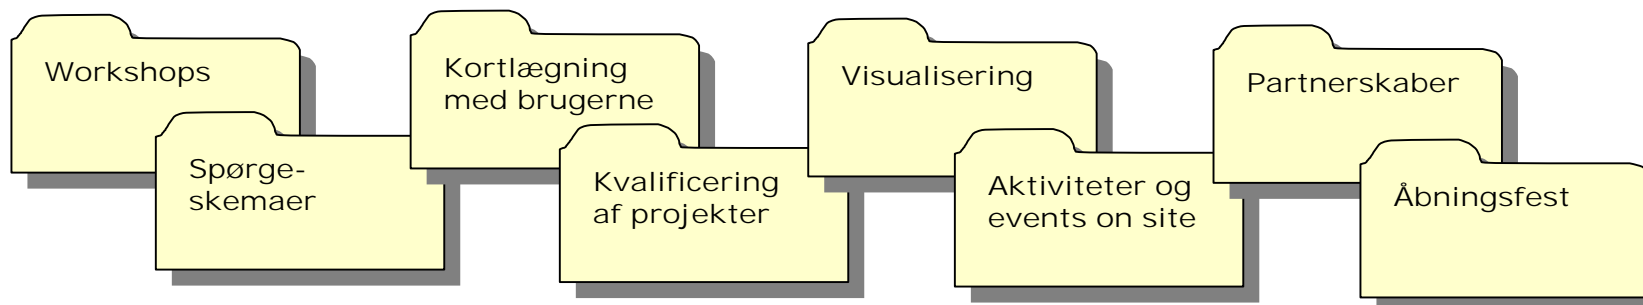 Workshops
Spørge-
skemaer
Kortlægning
med brugerne
Kvalificering
af projekter
Visualisering
Aktiviteter og
events on site
Partnerskaber
Åbningsfest